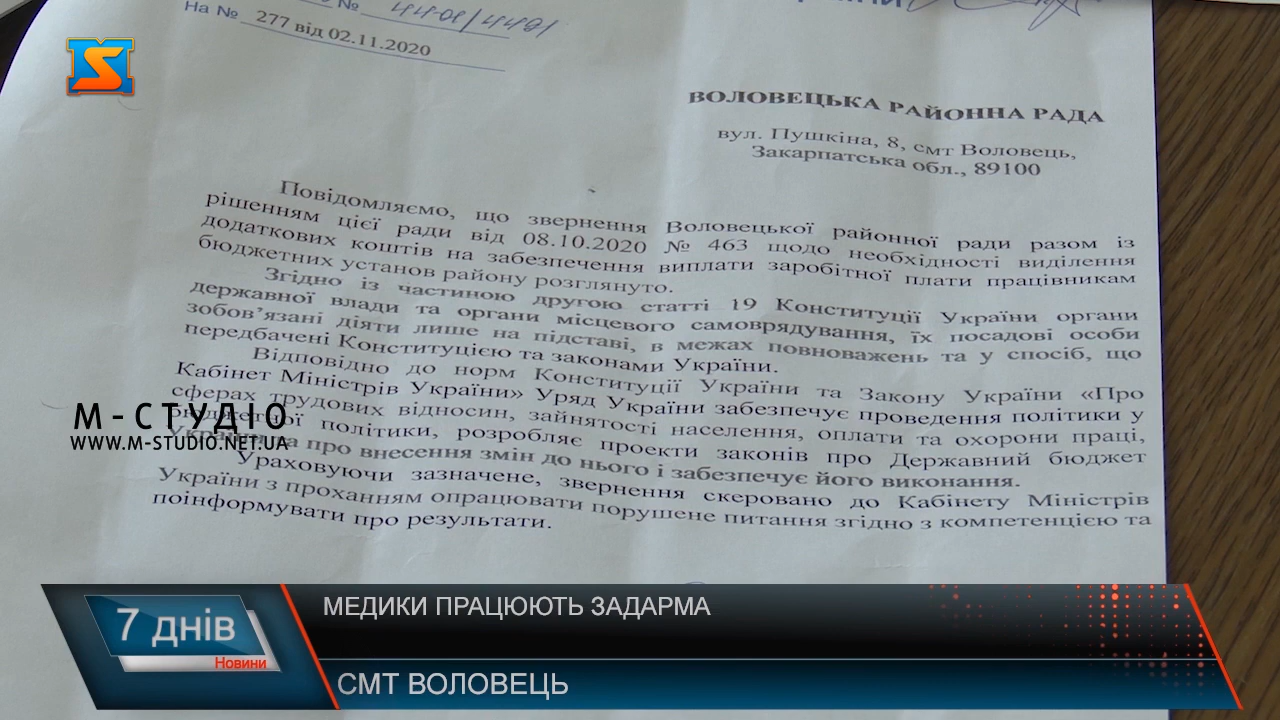 № 4401/4491
На № 277 від 02.11.2020
ВОЛОВЕЦЬКА РАЙОННА РАДА
вул. Пушкіна, 8, смт Воловець,
Закарпатська обл., 89100
Повідомляємо, що звернення Воловецької районної ради разом із
рішенням цієї ради від 08.10.2020 № 463 щодо необхідності виділення
додаткових коштів на забезпечення виплати заробітної плати працівникам
бюджетних установ району розглянуто.
Згідно із частиною другою статті 19 Конституції України органи
державної влади та органи місцевого самоврядування, їх посадові особи
зобов’язані діяти лише на підставі, в межах повноважень та у спосіб, що
передбачені Конституцією та законами України.
Відповідно до норм Конституції України та Закону України «Про
Кабінет Міністрів України» Уряд України забезпечує проведення політики у
сферах трудових відносин, зайнятості населення, оплати та охорони праці,
політики, розробляє проекти законів про Державний бюджет
про внесення змін до нього і забезпечує його виконання.
Ураховуючи зазначене, звернення скеровано до Кабінету Міністрів
України з проханням опрацювати порушене питання згідно з компетенцією та
поінформувати про результати.
М-СТУДІО
WWW.M-STUDIO.NET.UA
7 днів
Новини
МЕДИКИ ПРАЦЮЮТЬ ЗАДАРМА
СМТ ВОЛОВЕЦЬ